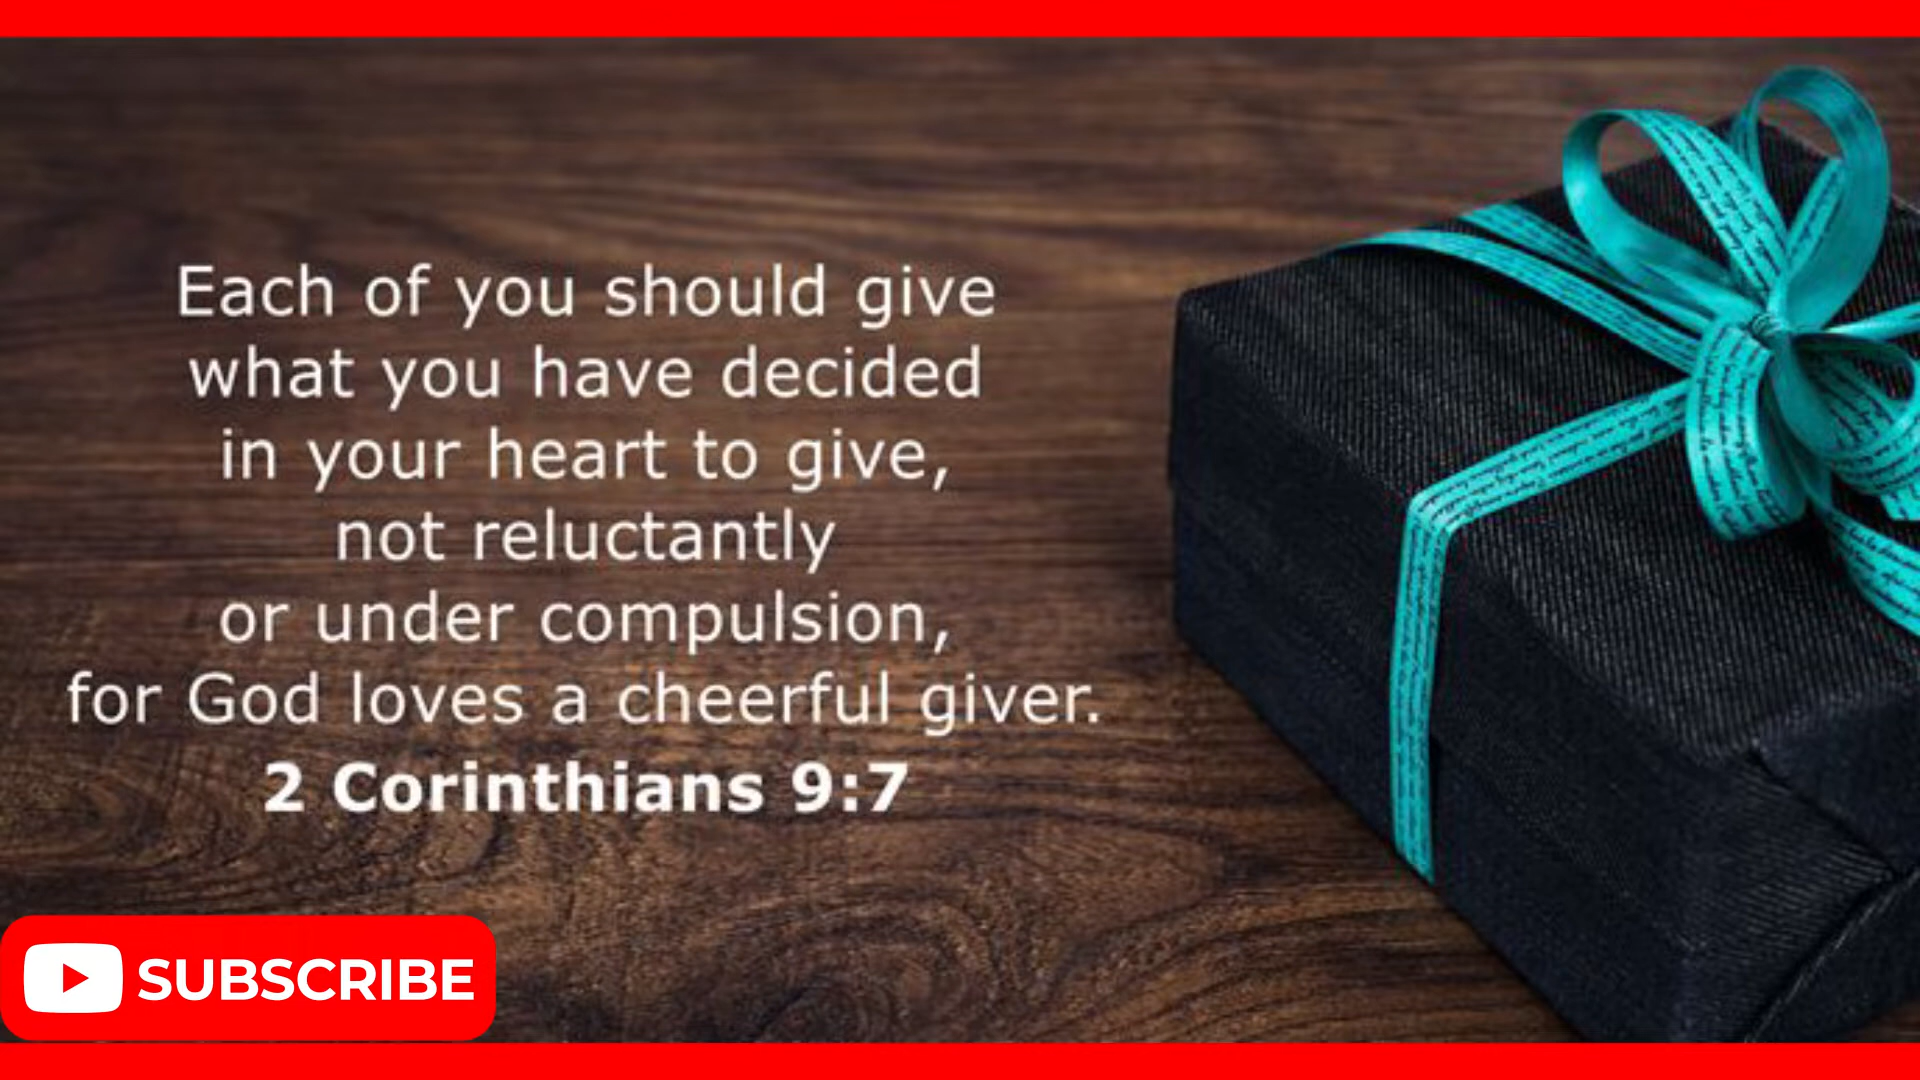 Each of you should give
what you have decided
in your heart to give,
not reluctantly
or under compulsion,
for God loves a cheerful giver.
2 Corinthians 9:7
SUBSCRIBE